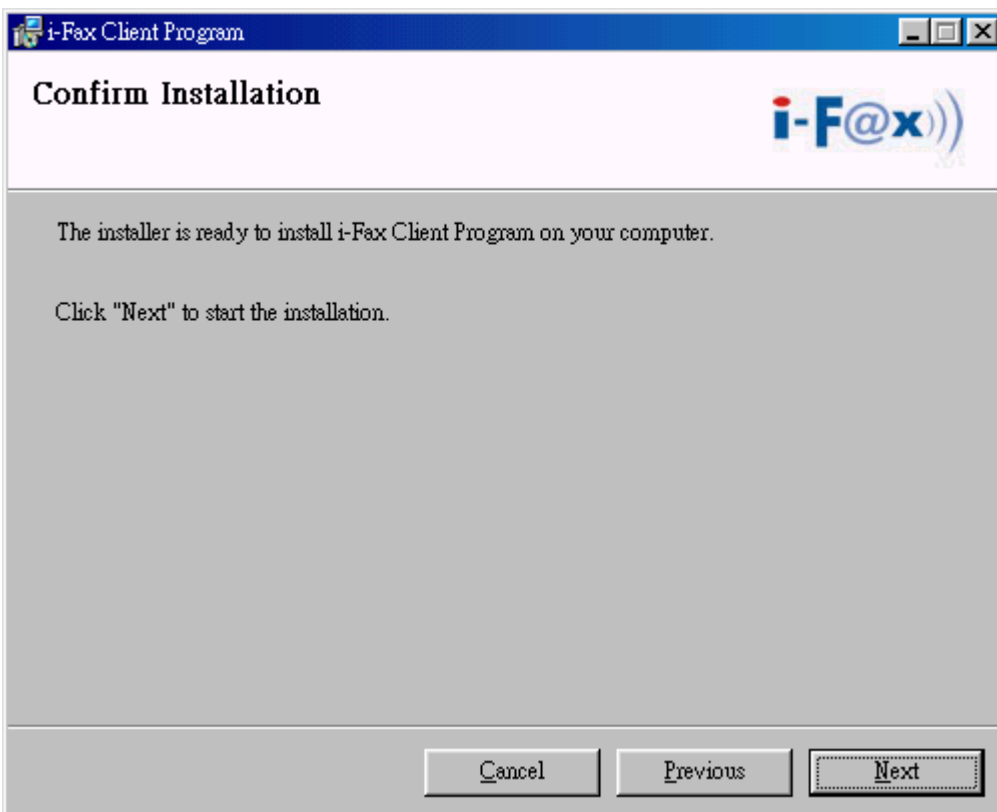 i-Fax Client Program
Confirm Installation
i-F@x
The installer is ready to install i-Fax Client Program on your computer.
Click "Next" to start the installation.
Cancel
Previous
Next